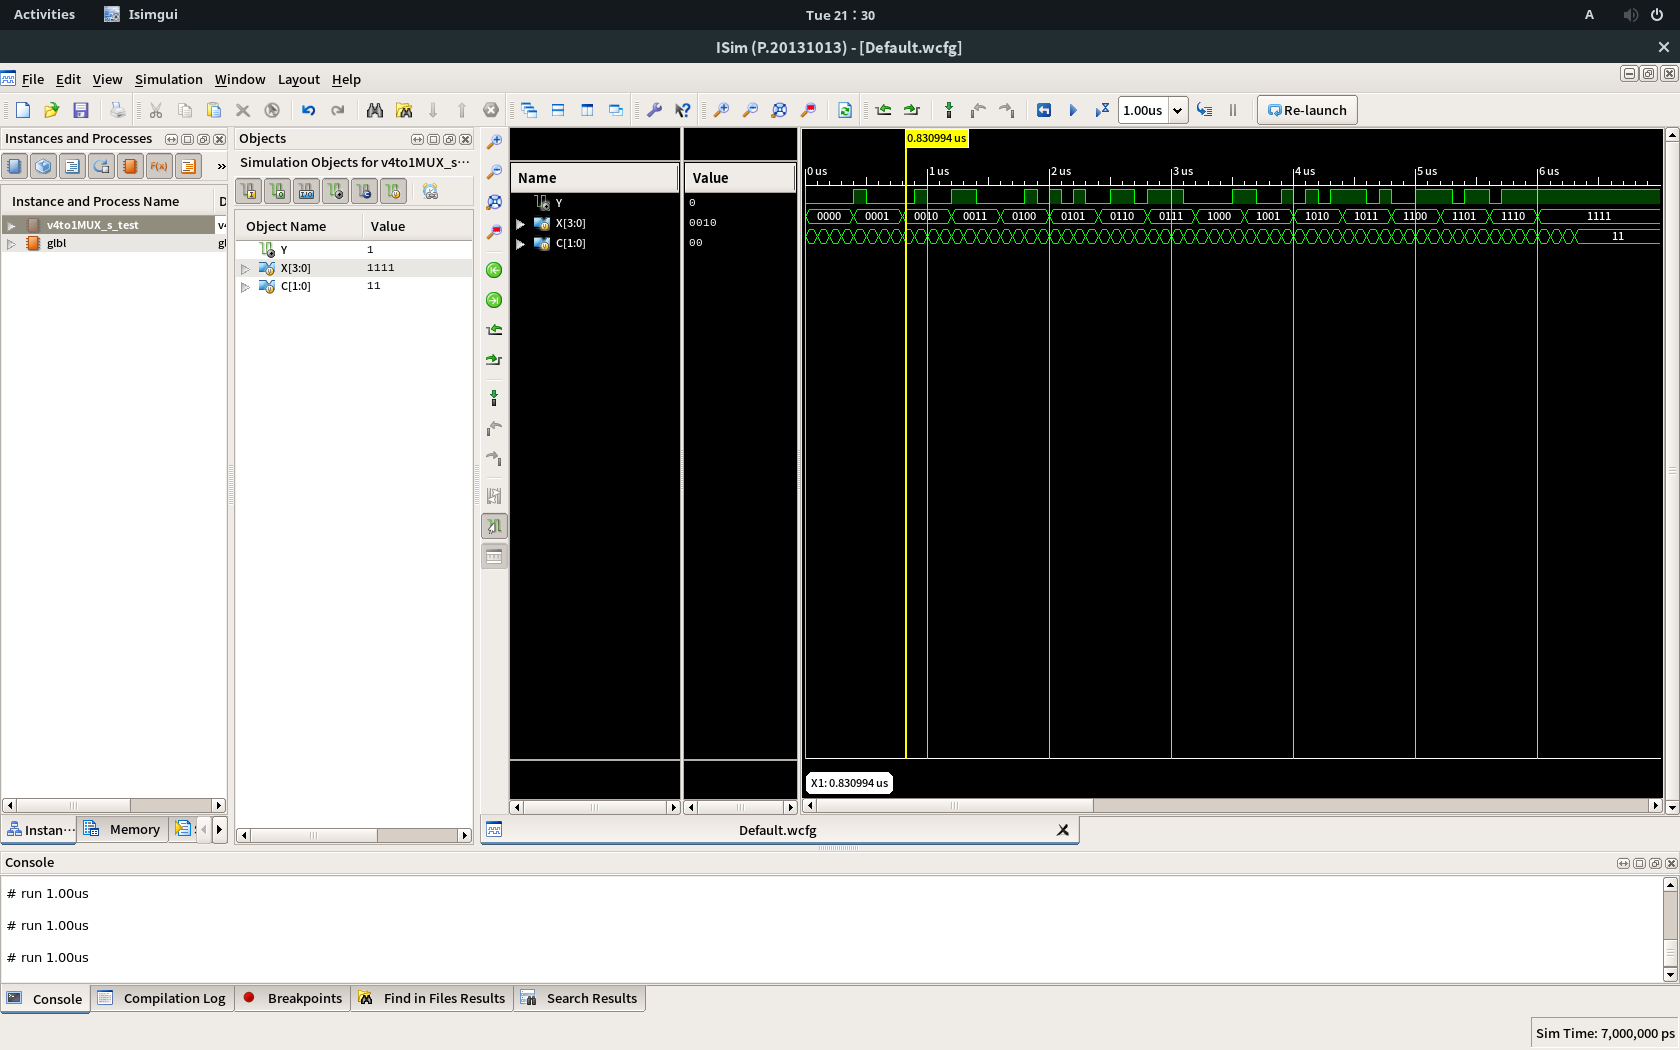 Activities Isimgui Tue 21:30 A
ISim (P.20131013) - [Default.wcfg]
File Edit View Simulation Window Layout Help
1.00us Re-launch
Instances and Processes
Instance and Process Name D
v4to1MUX_s_test v4
glbl gl
Instan···
Memory
Objects
Simulation Objects for v4to1MUX_s···
Object Name Value
Y 1
X[3:0] 1111
C[1:0] 11
Name Value
Y 0
X[3:0] 0010
C[1:0] 00
0.830994 us
0 us 1 us 2 us 3 us 4 us 5 us 6 us
0000 0001 0010 0011 0100 0101 0110 0111 1000 1001 1010 1011 1100 1101 1110 1111
11
X1: 0.830994 us
Default.wcfg
Console
# run 1.00us
# run 1.00us
# run 1.00us
Console Compilation Log Breakpoints Find in Files Results Search Results
Sim Time: 7,000,000 ps